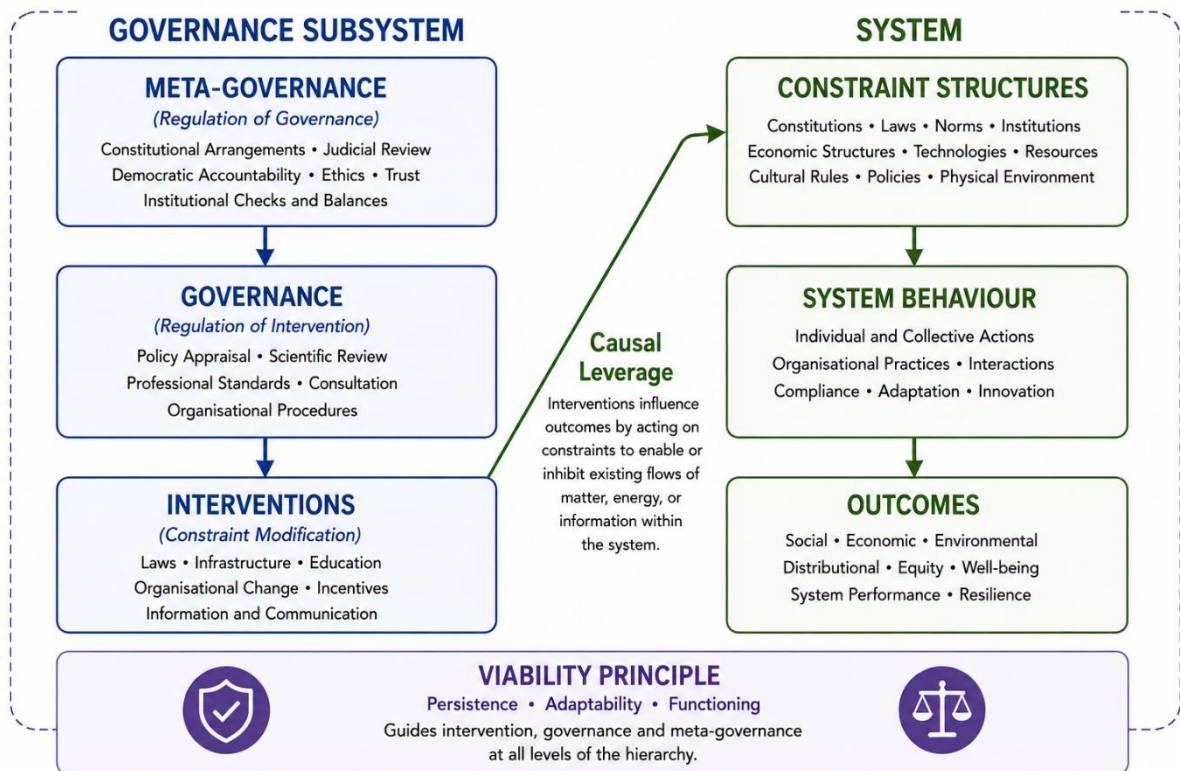 GOVERNANCE SUBSYSTEM
META-GOVERNANCE
(Regulation of Governance)
Constitutional Arrangements • Judicial Review
Democratic Accountability • Ethics • Trust
Institutional Checks and Balances
GOVERNANCE
(Regulation of Intervention)
Policy Appraisal • Scientific Review
Professional Standards • Consultation
Organisational Procedures
INTERVENTIONS
(Constraint Modification)
Laws • Infrastructure • Education
Organisational Change • Incentives
Information and Communication
Causal
Leverage
Interventions influence
outcomes by acting on
constraints to enable or
inhibit existing flows of
matter, energy, or
information within
the system.
SYSTEM
CONSTRAINT STRUCTURES
Constitutions • Laws • Norms • Institutions
Economic Structures • Technologies • Resources
Cultural Rules • Policies • Physical Environment
SYSTEM BEHAVIOUR
Individual and Collective Actions
Organisational Practices • Interactions
Compliance • Adaptation • Innovation
OUTCOMES
Social • Economic • Environmental
Distributional • Equity • Well-being
System Performance • Resilience
VIABILITY PRINCIPLE
Persistence • Adaptability • Functioning
Guides intervention, governance and meta-governance
at all levels of the hierarchy.